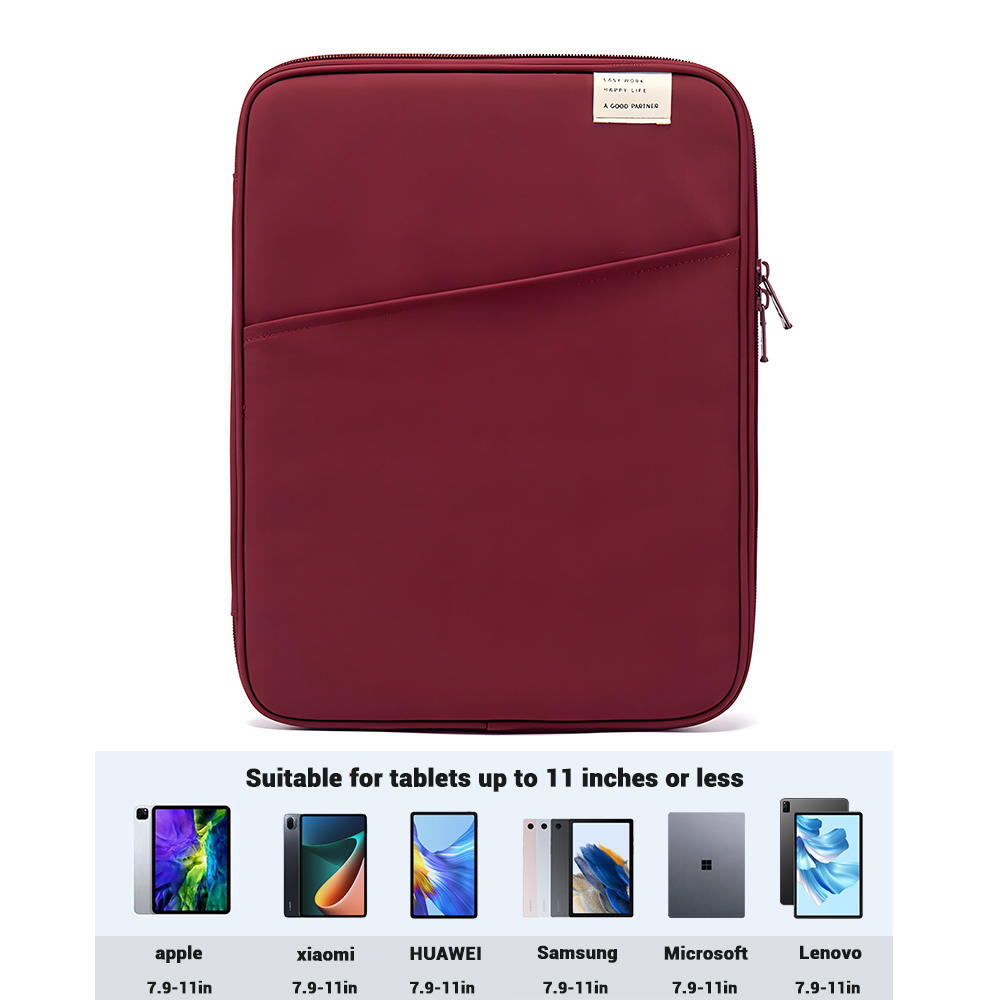 EASY WORK
HAPPY LIFE
A GOOD PARTNER
Suitable for tablets up to 11 inches or less
apple xiaomi HUAWEI Samsung Microsoft Lenovo
7.9-11in 7.9-11in 7.9-11in 7.9-11in 7.9-11in 7.9-11in